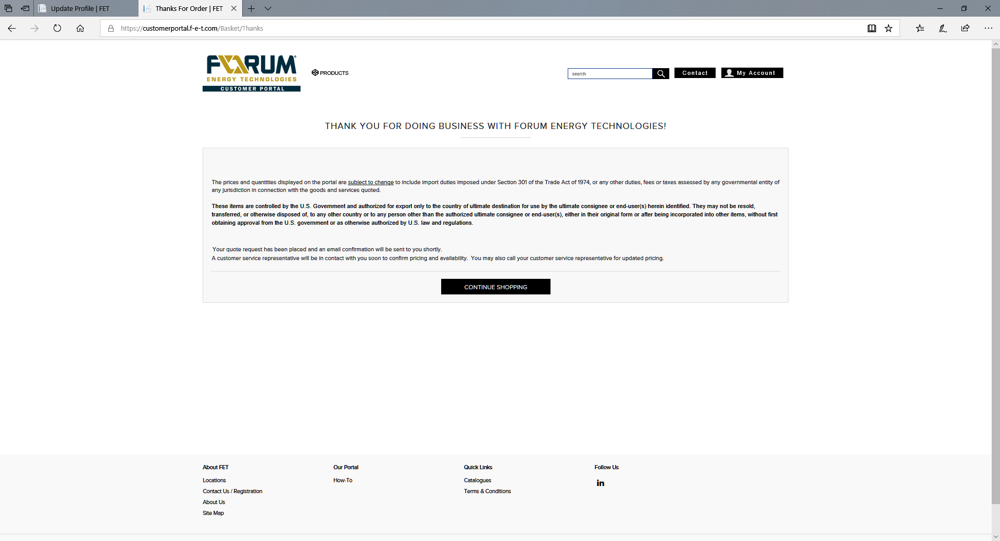 Update Profile | FET
Thanks For Order | FET
https://customerportal.f-e-t.com/Basket/Thanks
FORUM
ENERGY TECHNOLOGIES
CUSTOMER PORTAL
PRODUCTS
search
Contact
My Account
THANK YOU FOR DOING BUSINESS WITH FORUM ENERGY TECHNOLOGIES!
The prices and quantities displayed on the portal are subject to change to include import duties imposed under Section 301 of the Trade Act of 1974, or any other duties, fees or taxes assessed by any governmental entity of
any jurisdiction in connection with the goods and services quoted.
These items are controlled by the U.S. Government and authorized for export only to the country of ultimate destination for use by the ultimate consignee or end-user(s) herein identified. They may not be resold,
transferred, or otherwise disposed of, to any other country or to any person other than the authorized ultimate consignee or end-user(s), either in their original form or after being incorporated into other items, without first
obtaining approval from the U.S. government or as otherwise authorized by U.S. law and regulations.
Your quote request has been placed and an email confirmation will be sent to you shortly.
A customer service representative will be in contact with you soon to confirm pricing and availability. You may also call your customer service representative for updated pricing.
CONTINUE SHOPPING
About FET
Locations
Contact Us / Registration
About Us
Site Map
Our Portal
How-To
Quick Links
Catalogues
Terms & Conditions
Follow Us
in